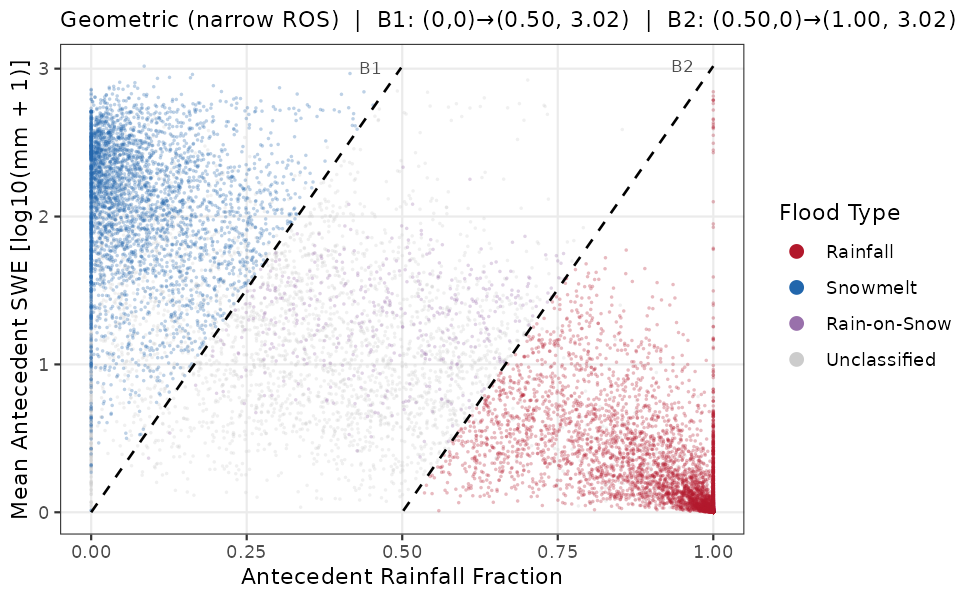 Geometric (narrow ROS) | B1: (0,0)→(0.50, 3.02) | B2: (0.50,0)→(1.00, 3.02)
B1
B2
3
2
1
0
Mean Antecedent SWE [log10(mm + 1)]
0.00 0.25 0.50 0.75 1.00
Antecedent Rainfall Fraction
Flood Type
Rainfall
Snowmelt
Rain-on-Snow
Unclassified